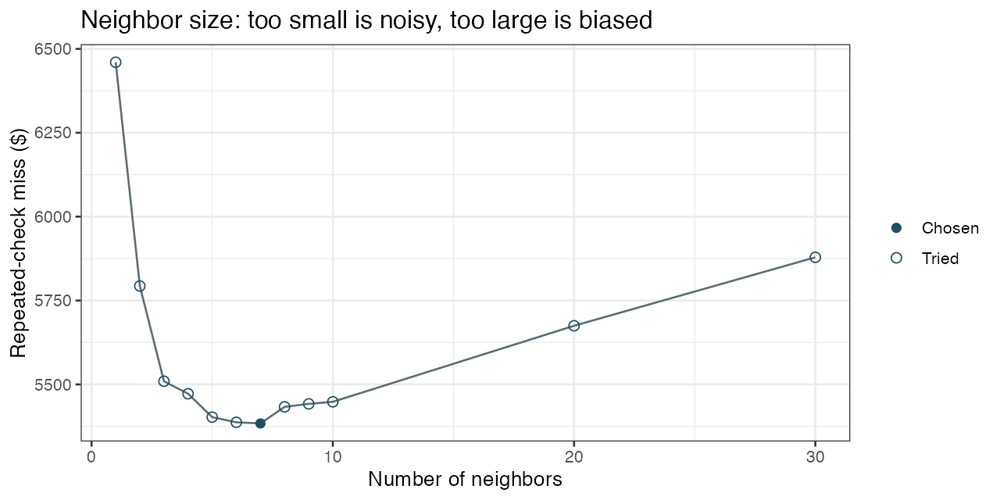 Neighbor size: too small is noisy, too large is biased
Repeated-check miss ($)
6500
6250
6000
5750
5500
0 10 20 30
Number of neighbors
Chosen
Tried